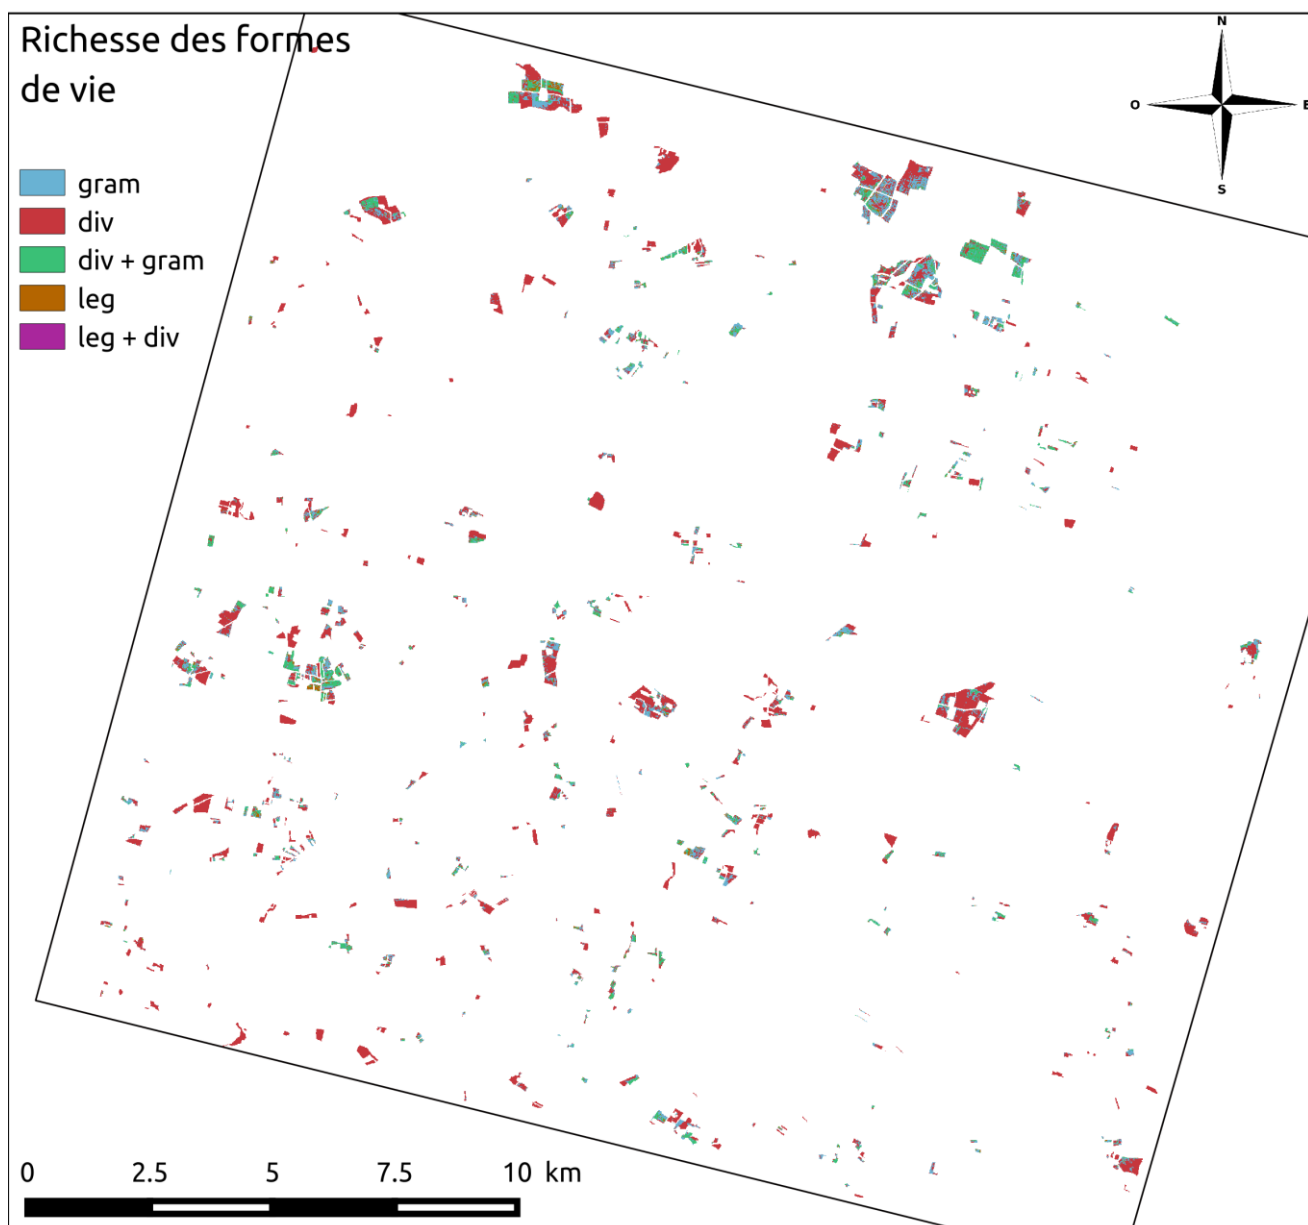 Richesse des formes
de vie
gram
div
div + gram
leg
leg + div
N
O
E
S
0 2.5 5 7.5 10 km